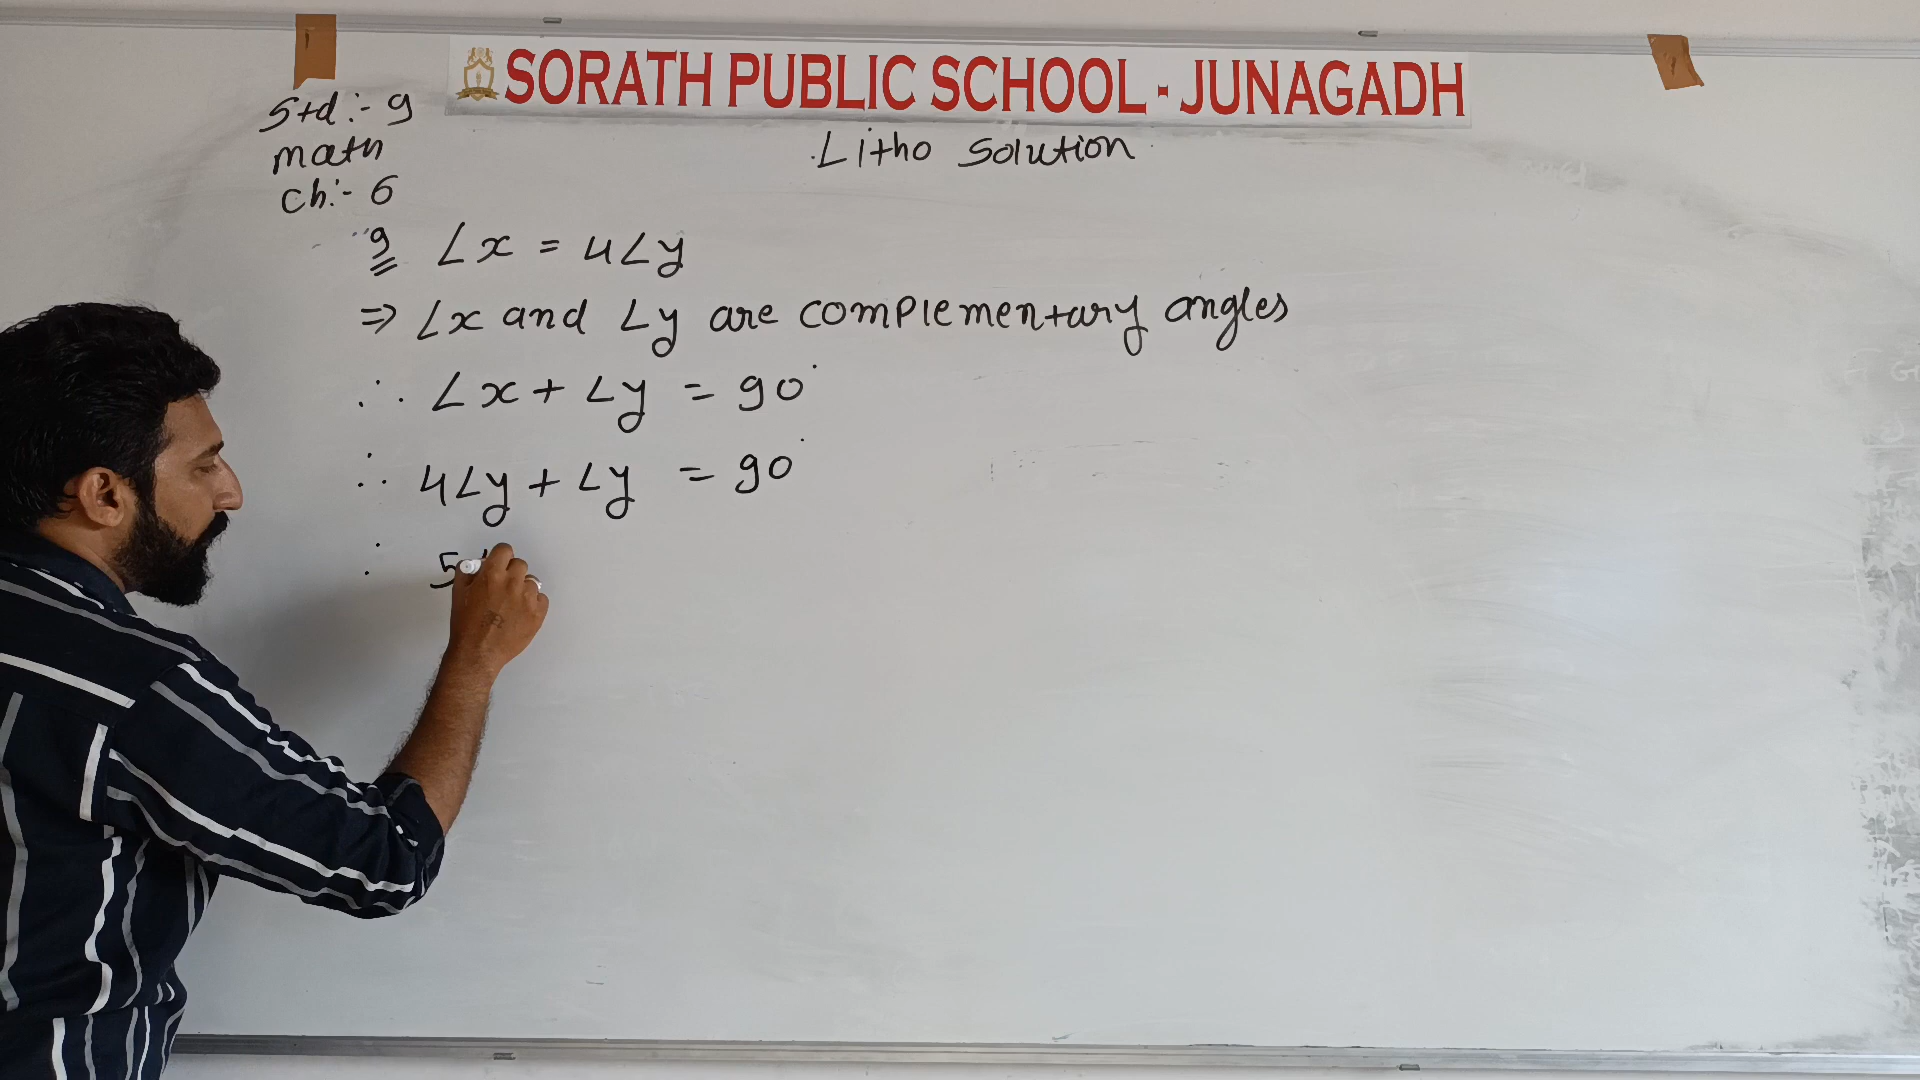 SORATH PUBLIC SCHOOL - JUNAGADH
Std :- 9
math
Ch :- 6
Litho Solution
9 ∠x = 4∠y
⇒ ∠x and ∠y are complementary angles
∴ ∠x + ∠y = 90°
∴ 4∠y + ∠y = 90°
∴ 5